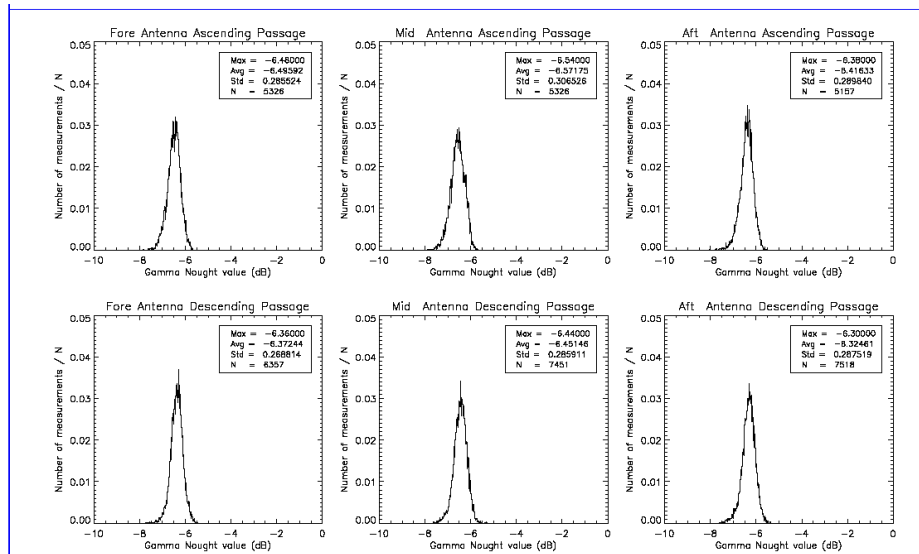 Fore Antenna Ascending Passage
Number of measurements / N
0.05
0.04
0.03
0.02
0.01
0.00
-10
-8
-6
-4
-2
0
Gamma Nought value (dB)
Max = -6.46000
Avg = -6.49592
Std = 0.285524
N = 5326
Mid Antenna Ascending Passage
Number of measurements / N
0.05
0.04
0.03
0.02
0.01
0.00
-10
-8
-6
-4
-2
0
Gamma Nought value (dB)
Max = -6.54000
Avg = -6.57175
Std = 0.306526
N = 5326
Aft Antenna Ascending Passage
Number of measurements / N
0.05
0.04
0.03
0.02
0.01
0.00
-10
-8
-6
-4
-2
0
Gamma Nought value (dB)
Max = -6.38000
Avg = -6.41633
Std = 0.289840
N = 5157
Fore Antenna Descending Passage
Number of measurements / N
0.05
0.04
0.03
0.02
0.01
0.00
-10
-8
-6
-4
-2
0
Gamma Nought value (dB)
Max = -6.36000
Avg = -6.37244
Std = 0.268814
N = 6357
Mid Antenna Descending Passage
Number of measurements / N
0.05
0.04
0.03
0.02
0.01
0.00
-10
-8
-6
-4
-2
0
Gamma Nought value (dB)
Max = -6.44000
Avg = -6.45146
Std = 0.285911
N = 7451
Aft Antenna Descending Passage
Number of measurements / N
0.05
0.04
0.03
0.02
0.01
0.00
-10
-8
-6
-4
-2
0
Gamma Nought value (dB)
Max = -6.30000
Avg = -6.32461
Std = 0.287519
N = 7518